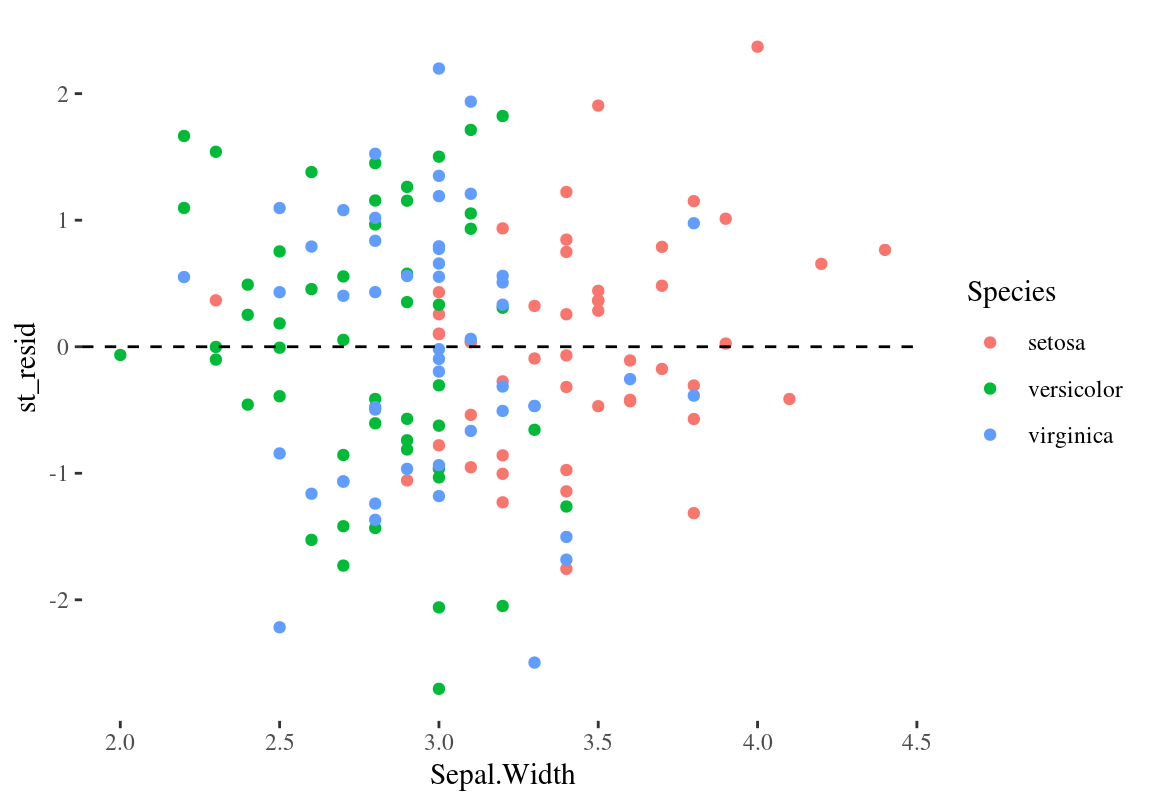 st_resid
2
1
0
-1
-2
2.0 2.5 3.0 3.5 4.0 4.5
Sepal.Width
Species
setosa
versicolor
virginica